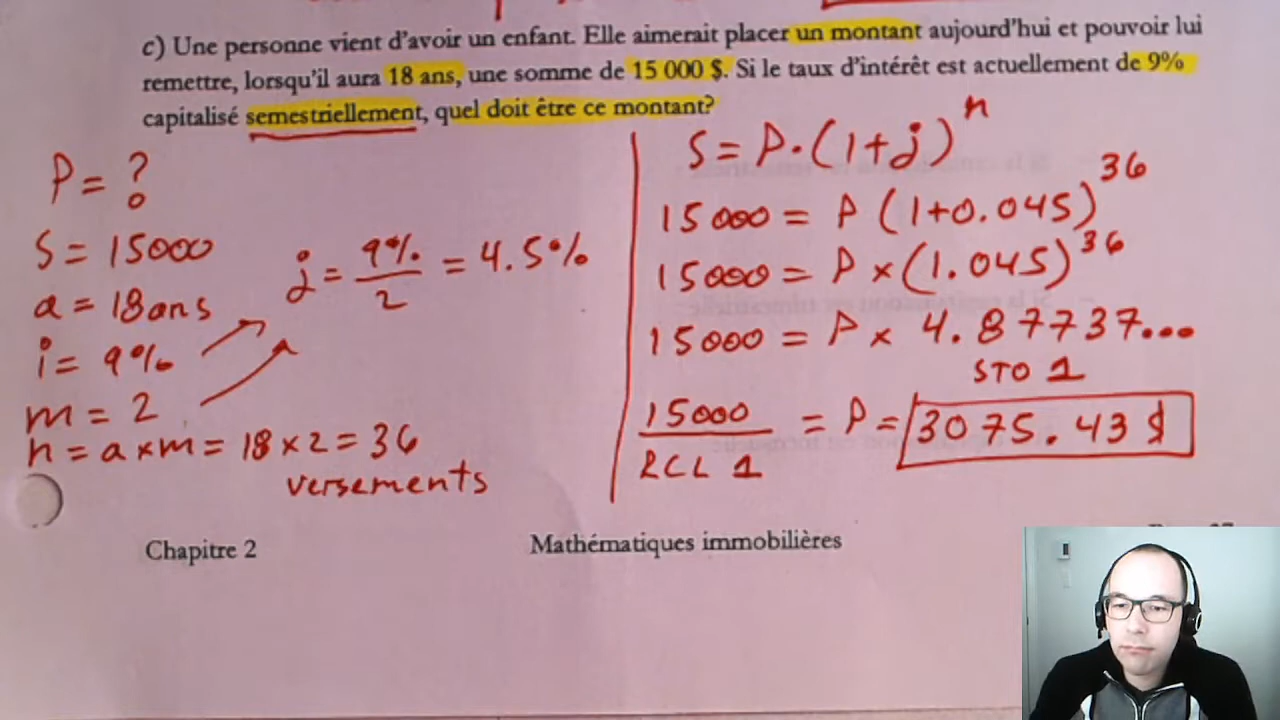 c) Une personne vient d'avoir un enfant. Elle aimerait placer un montant aujourd'hui et pouvoir lui
remettre, lorsqu'il aura 18 ans, une somme de 15 000 $. Si le taux d'intérêt est actuellement de 9%
capitalisé semestriellement, quel doit être ce montant?
P = ?
S = 15000
a = 18 ans
i = 9%
m = 2
n = a x m = 18 x 2 = 36
versements
j = 9% / 2 = 4.5%
S = P · (1 + j)^n
15 000 = P (1+0.045)^36
15000 = P x (1.045)^36
15000 = P x 4.87737...
STO 1
15000 / RCL 1 = P = 3075.43 $
Chapitre 2
Mathématiques immobilières